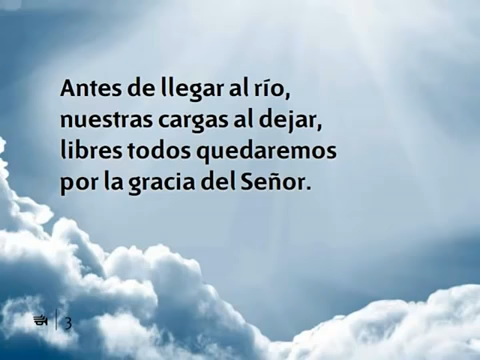 Antes de llegar al río,
nuestras cargas al dejar,
libres todos quedaremos
por la gracia del Señor.
3